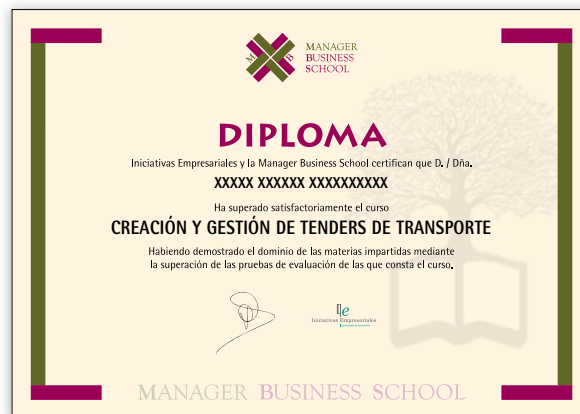 M B
MANAGER
BUSINESS
SCHOOL
DIPLOMA
Iniciativas Empresariales y la Manager Business School certifican que D. / Dña.
XXXXX XXXXXX XXXXXXXXXX
Ha superado satisfactoriamente el curso
CREACIÓN Y GESTIÓN DE TENDERS DE TRANSPORTE
Habiendo demostrado el dominio de las materias impartidas mediante
la superación de las pruebas de evaluación de las que consta el curso.
Iniciativas Empresariales
MANAGER BUSINESS SCHOOL